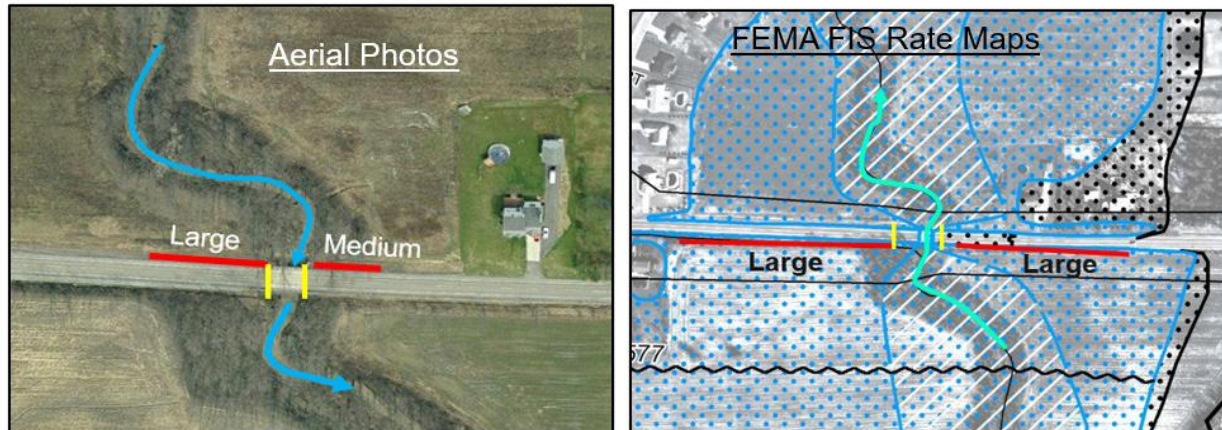 Aerial Photos
Large
Medium
FEMA FIS Rate Maps
Large
Large
577